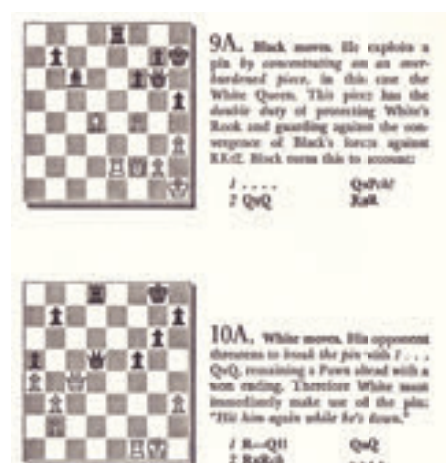 9A. Black moves. He exploits a
pin by concentrating on an over-
burdened piece, in this case the
White Queen. This piece has the
double duty of protecting White's
Rook and guarding against the con-
vergence of Black's forces against
Black turns this to account:
1 . . . .
2 QxQ RxR
10A. White moves. His opponent
threatens to break the pin with 1 . . .
QxQ, remaining a Pawn ahead with a
won ending. Therefore White must
immediately make use of the pin:
"Hit him again while he's down."
1 R—Q1! QxQ
2 RxRch . . . .